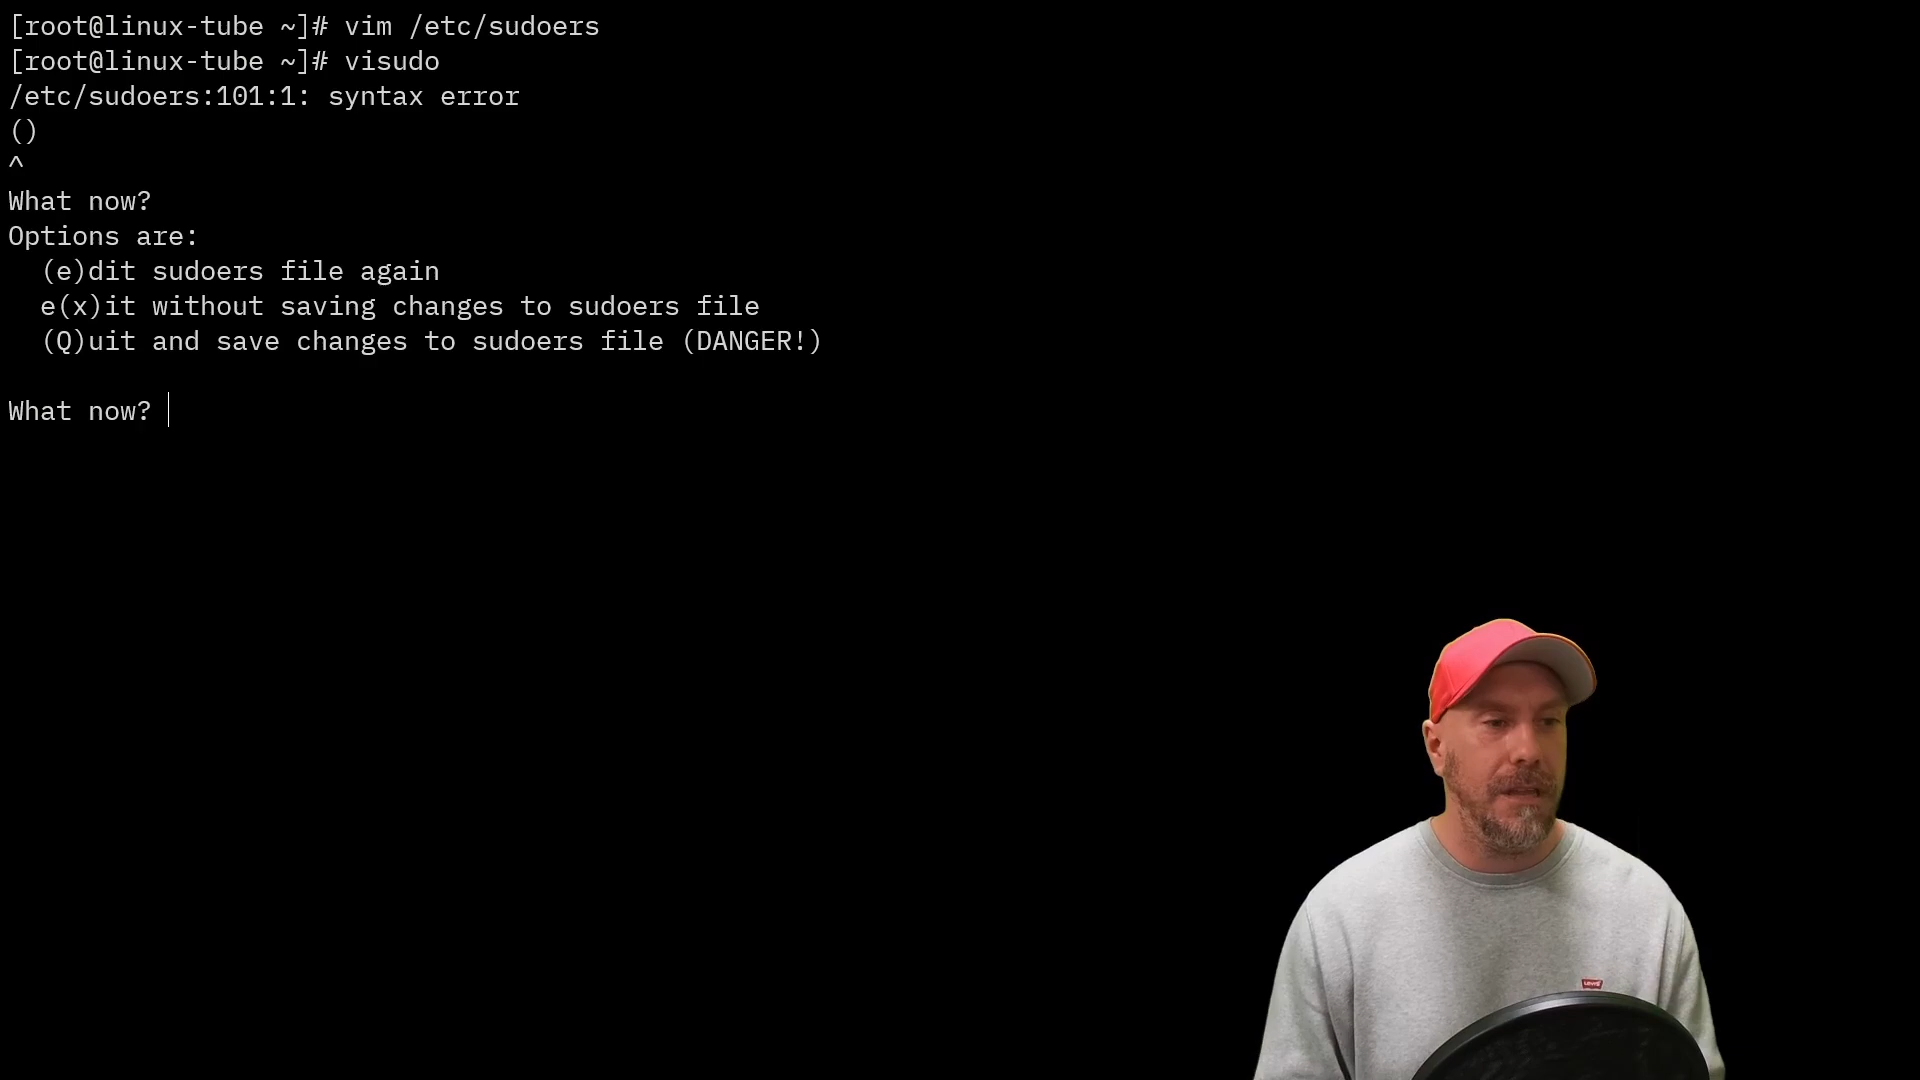 [root@linux-tube ~]# vim /etc/sudoers
[root@linux-tube ~]# visudo
/etc/sudoers:101:1: syntax error
()
^
What now?
Options are:
  (e)dit sudoers file again
  e(x)it without saving changes to sudoers file
  (Q)uit and save changes to sudoers file (DANGER!)

What now?
Levi's